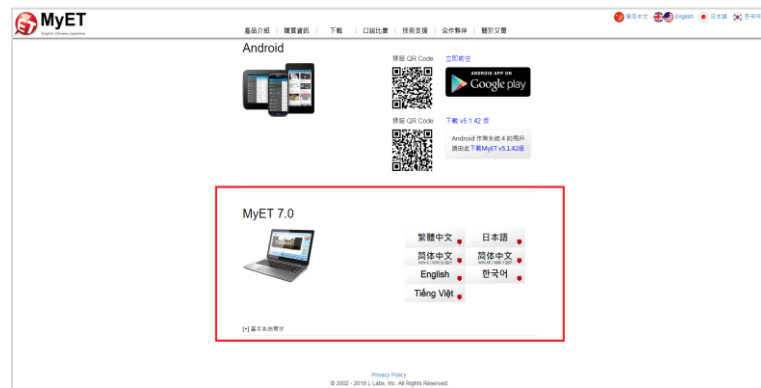 MyET
English Chinese Japanese
简体中文 English 日本語 한국어
產品介紹 | 購買資訊 | 下載 | 口說比賽 | 技術支援 | 合作夥伴 | 關於艾爾
Android
掃瞄 QR Code 立即前往
ANDROID APP ON
Google play
掃瞄 QR Code 下載 v5.1.42 版
Android 作業系統 4 的用戶
請由此下載MyET v5.1.42版
MyET 7.0
繁體中文 日本語
简体中文 简体中文
English 한국어
Tiếng Việt
[+] 基本系統需求
Privacy Policy
© 2002 - 2019 L Labs, Inc. All Rights Reserved.